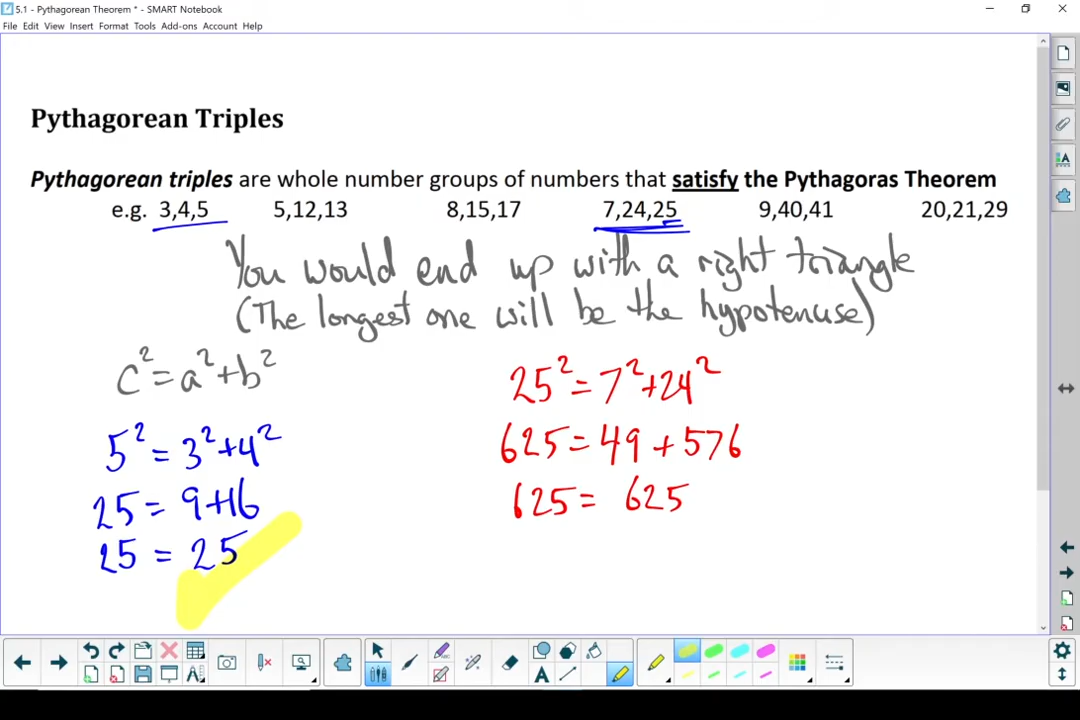 5.1 - Pythagorean Theorem * - SMART Notebook
File Edit View Insert Format Tools Add-ons Account Help
Pythagorean Triples
Pythagorean triples are whole number groups of numbers that satisfy the Pythagoras Theorem
e.g. 3,4,5 5,12,13 8,15,17 7,24,25 9,40,41 20,21,29
You would end up with a right triangle
(The longest one will be the hypotenuse)
c² = a² + b²
5² = 3² + 4²
25 = 9+16
25 = 25
25² = 7² + 24²
625 = 49 + 576
625 = 625